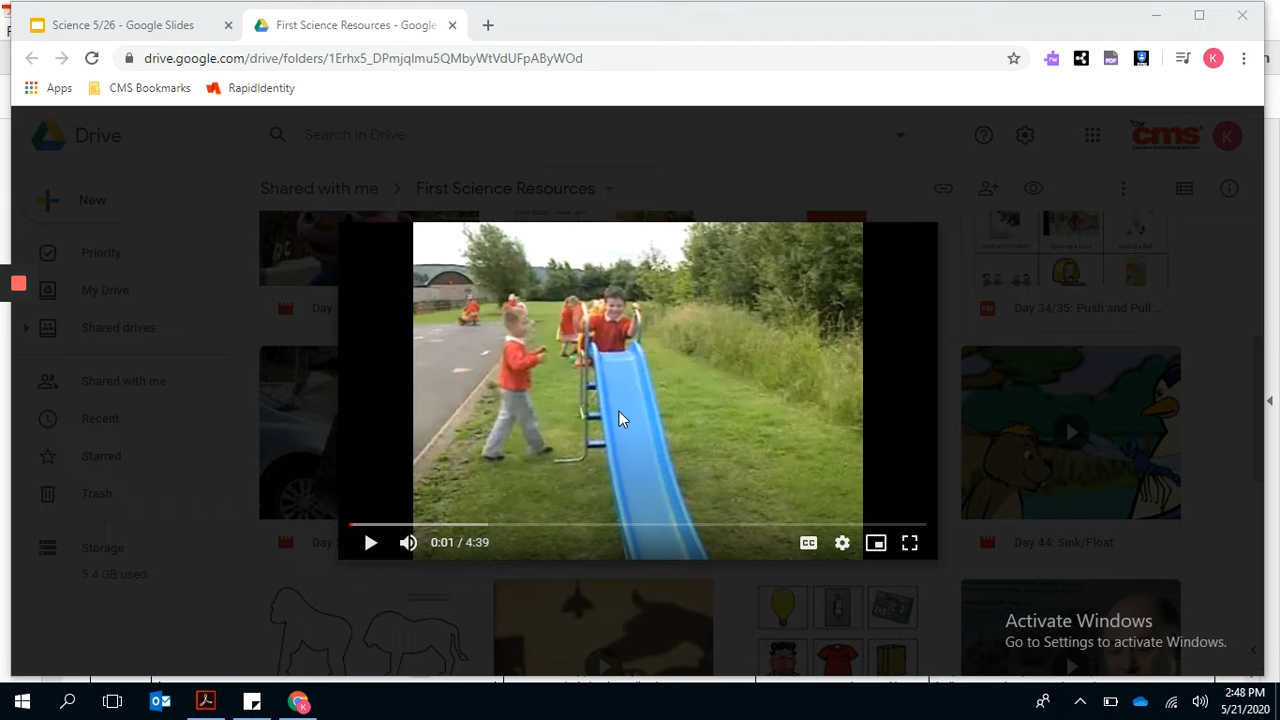 Science 5/26 - Google Slides
First Science Resources - Google
drive.google.com/drive/folders/1Erhx5_DPmjqlmu5QMbyWtVdUFpAByWOd
Apps
CMS Bookmarks
RapidIdentity
Drive
Search in Drive
cms
K
New
Shared with me
First Science Resources
Priority
My Drive
Shared drives
Shared with me
Recent
Starred
Trash
Storage
5.4 GB used
Day
Day 34/35: Push and Pull ...
Day 44: Sink/Float
0:01 / 4:39
CC
Activate Windows
Go to Settings to activate Windows.
2:48 PM
5/21/2020